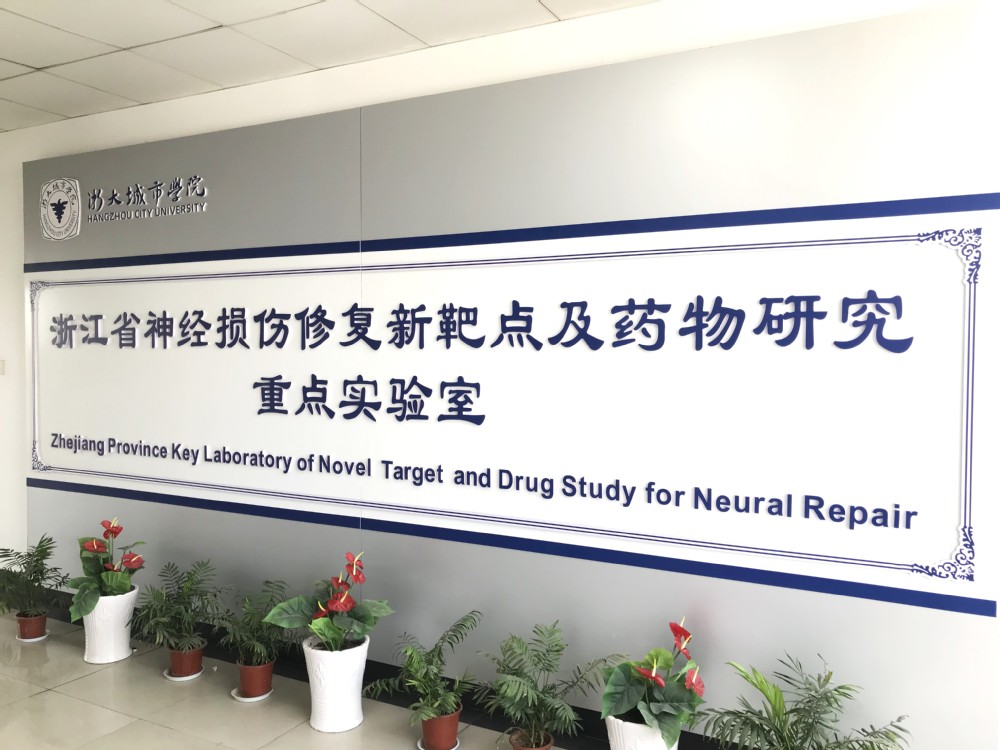 浙大城市学院
HANGZHOU CITY UNIVERSITY
浙江省神经损伤修复新靶点及药物研究
重点实验室
Zhejiang Province Key Laboratory of Novel Target and Drug Study for Neural Repair